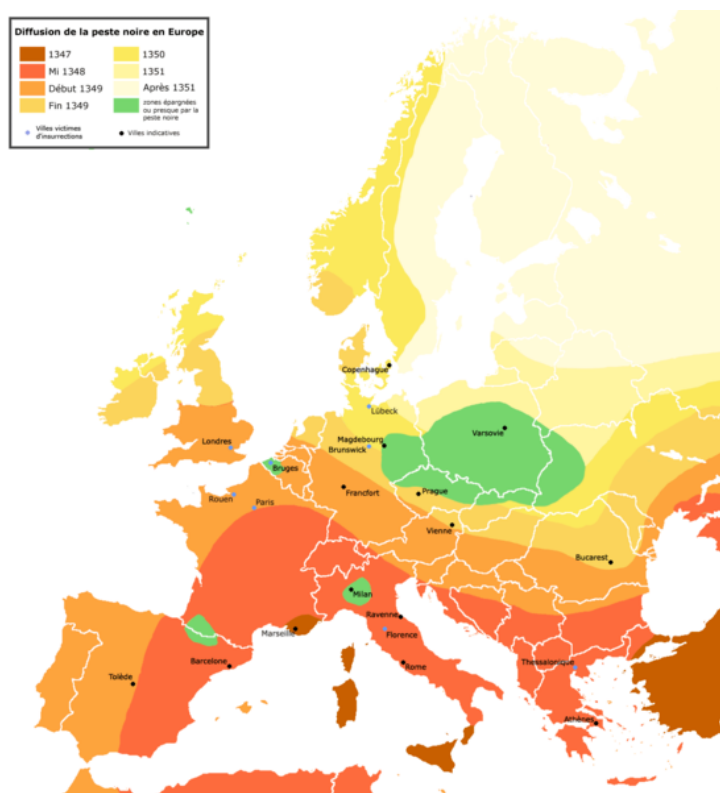 Diffusion de la peste noire en Europe
1347
Mi 1348
Début 1349
Fin 1349
1350
1351
Après 1351
zones épargnées
ou presque par la
peste noire
Villes victimes
d'insurrections
Villes indicatives
Copenhague
Lübeck
Varsovie
Magdebourg
Brunswick
Londres
Bruges
Francfort
Prague
Rouen
Paris
Vienne
Bucarest
Milan
Ravenne
Marseille
Florence
Barcelone
Rome
Thessalonique
Tolède
Athènes